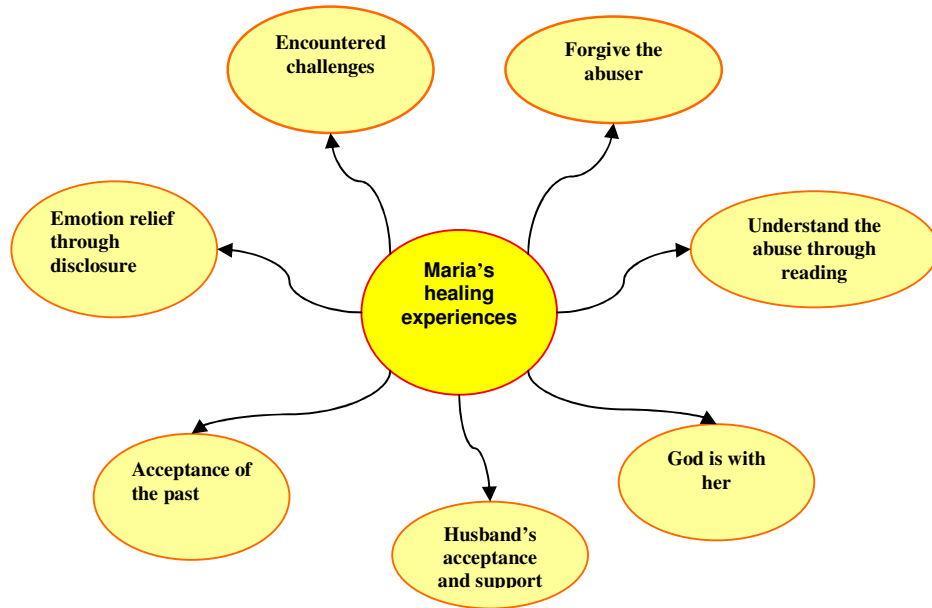 Encountered
challenges
Forgive the
abuser
Emotion relief
through
disclosure
Understand the
abuse through
reading
Maria's
healing
experiences
Acceptance of
the past
God is with
her
Husband's
acceptance
and support